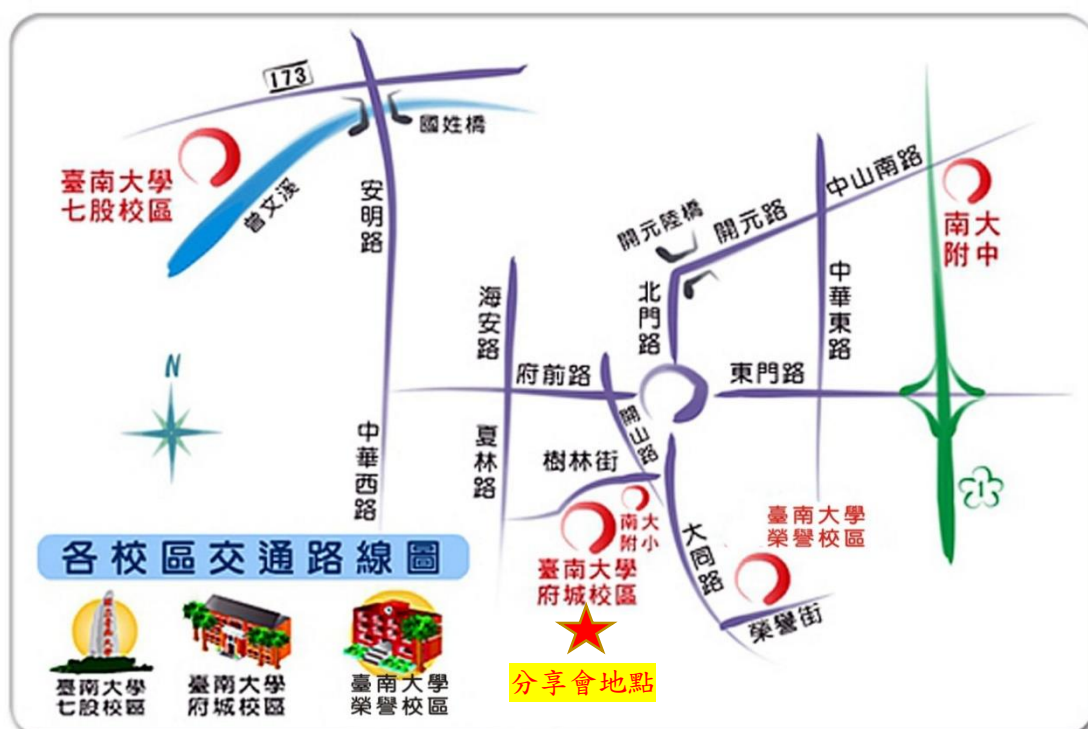 173
國姓橋
臺南大學
七股校區
曾文溪
安明路
中山南路
南大
附中
開元陸橋
開元路
北門路
中華東路
海安路
府前路
東門路
N
開山路
中華西路
夏林路
樹林街
1
南大
附小
臺南大學
府城校區
大同路
臺南大學
榮譽校區
榮譽街
各校區交通路線圖
臺南大學
七股校區
臺南大學
府城校區
臺南大學
榮譽校區
分享會地點